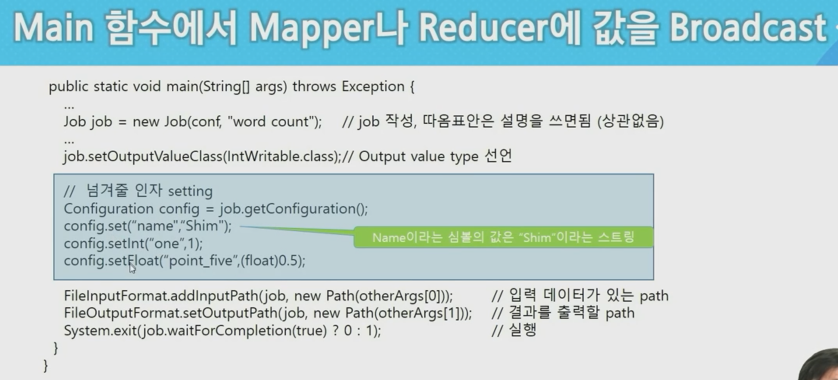 Main 함수에서 Mapper나 Reducer에 값을 Broadcast
public static void main(String[] args) throws Exception {
...
Job job = new Job(conf, "word count"); // job 작성, 따옴표안은 설명을 쓰면됨 (상관없음)
...
job.setOutputValueClass(IntWritable.class);// Output value type 선언
// 넘겨줄 인자 setting
Configuration config = job.getConfiguration();
config.set("name","Shim");
Name이라는 심볼의 값은 "Shim"이라는 스트링
config.setInt("one",1);
config.setFloat("point_five",(float)0.5);
FileInputFormat.addInputPath(job, new Path(otherArgs[0])); // 입력 데이터가 있는 path
FileOutputFormat.setOutputPath(job, new Path(otherArgs[1])); // 결과를 출력할 path
System.exit(job.waitForCompletion(true) ? 0 : 1); // 실행
}
}